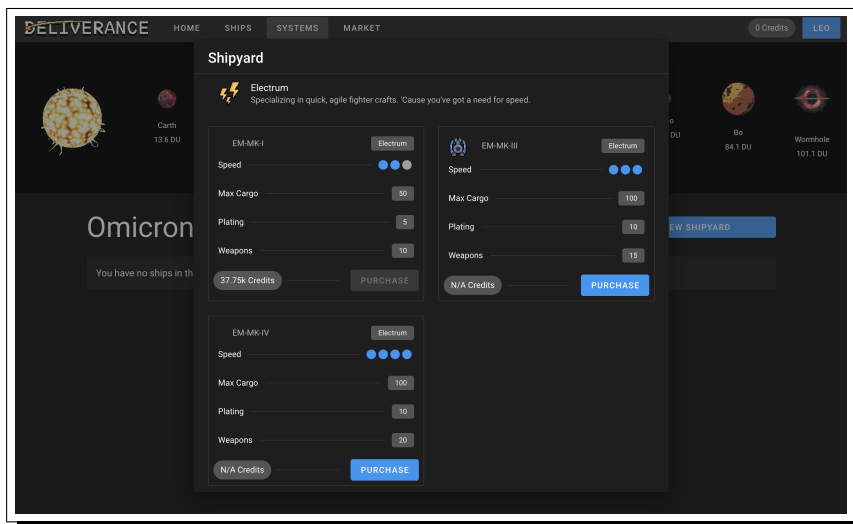 DELIVERANCE HOME SHIPS SYSTEMS MARKET 0 Credits LEO
Shipyard
Electrum
Specializing in quick, agile fighter crafts. 'Cause you've got a need for speed.
Carth
13.6 DU
o
DU
Bo
84.1 DU
Wormhole
101.1 DU
Omicron
EW SHIPYARD
You have no ships in th
EM-MK-I Electrum
Speed
Max Cargo 50
Plating 5
Weapons 10
37.75k Credits PURCHASE
EM-MK-III Electrum
Speed
Max Cargo 100
Plating 10
Weapons 15
N/A Credits PURCHASE
EM-MK-IV Electrum
Speed
Max Cargo 100
Plating 10
Weapons 20
N/A Credits PURCHASE